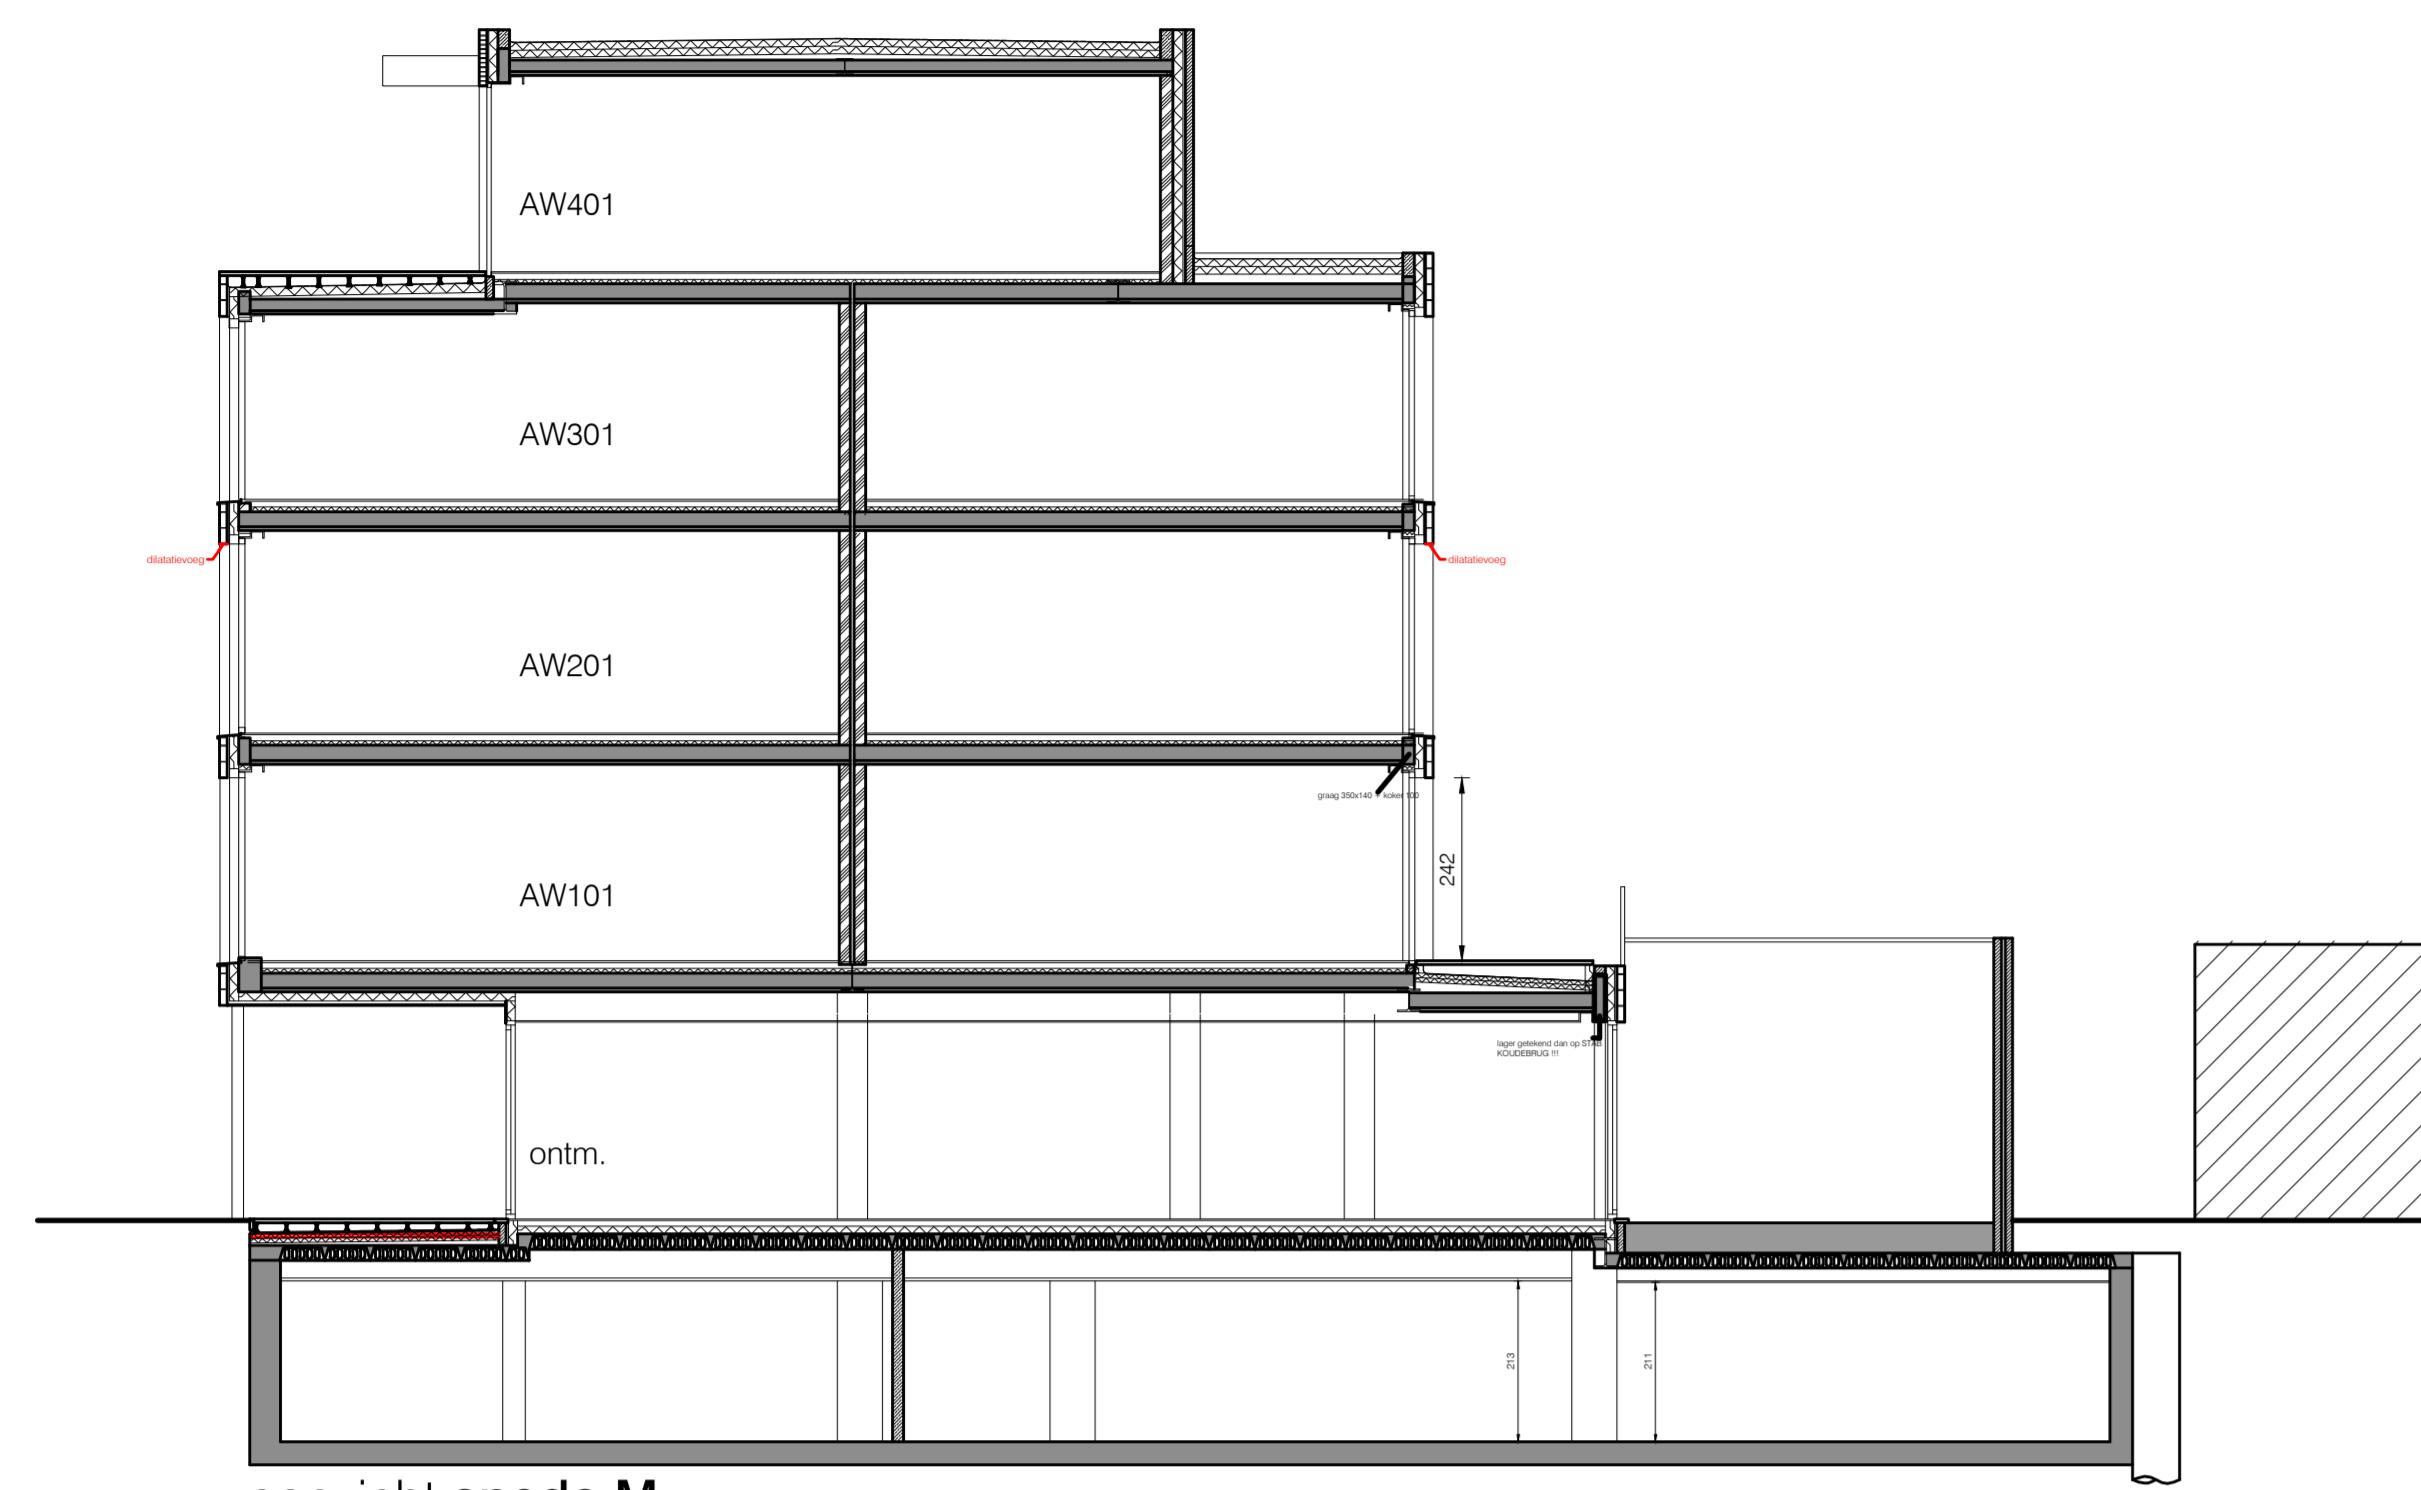 AW401
AW301
dilatatievoeg
dilatatievoeg
AW201
graag 350x140 + koker 100
AW101
242
lager getekend dan op STAB
KOUDEBRUG !!!
ontm.
213
211
snede M